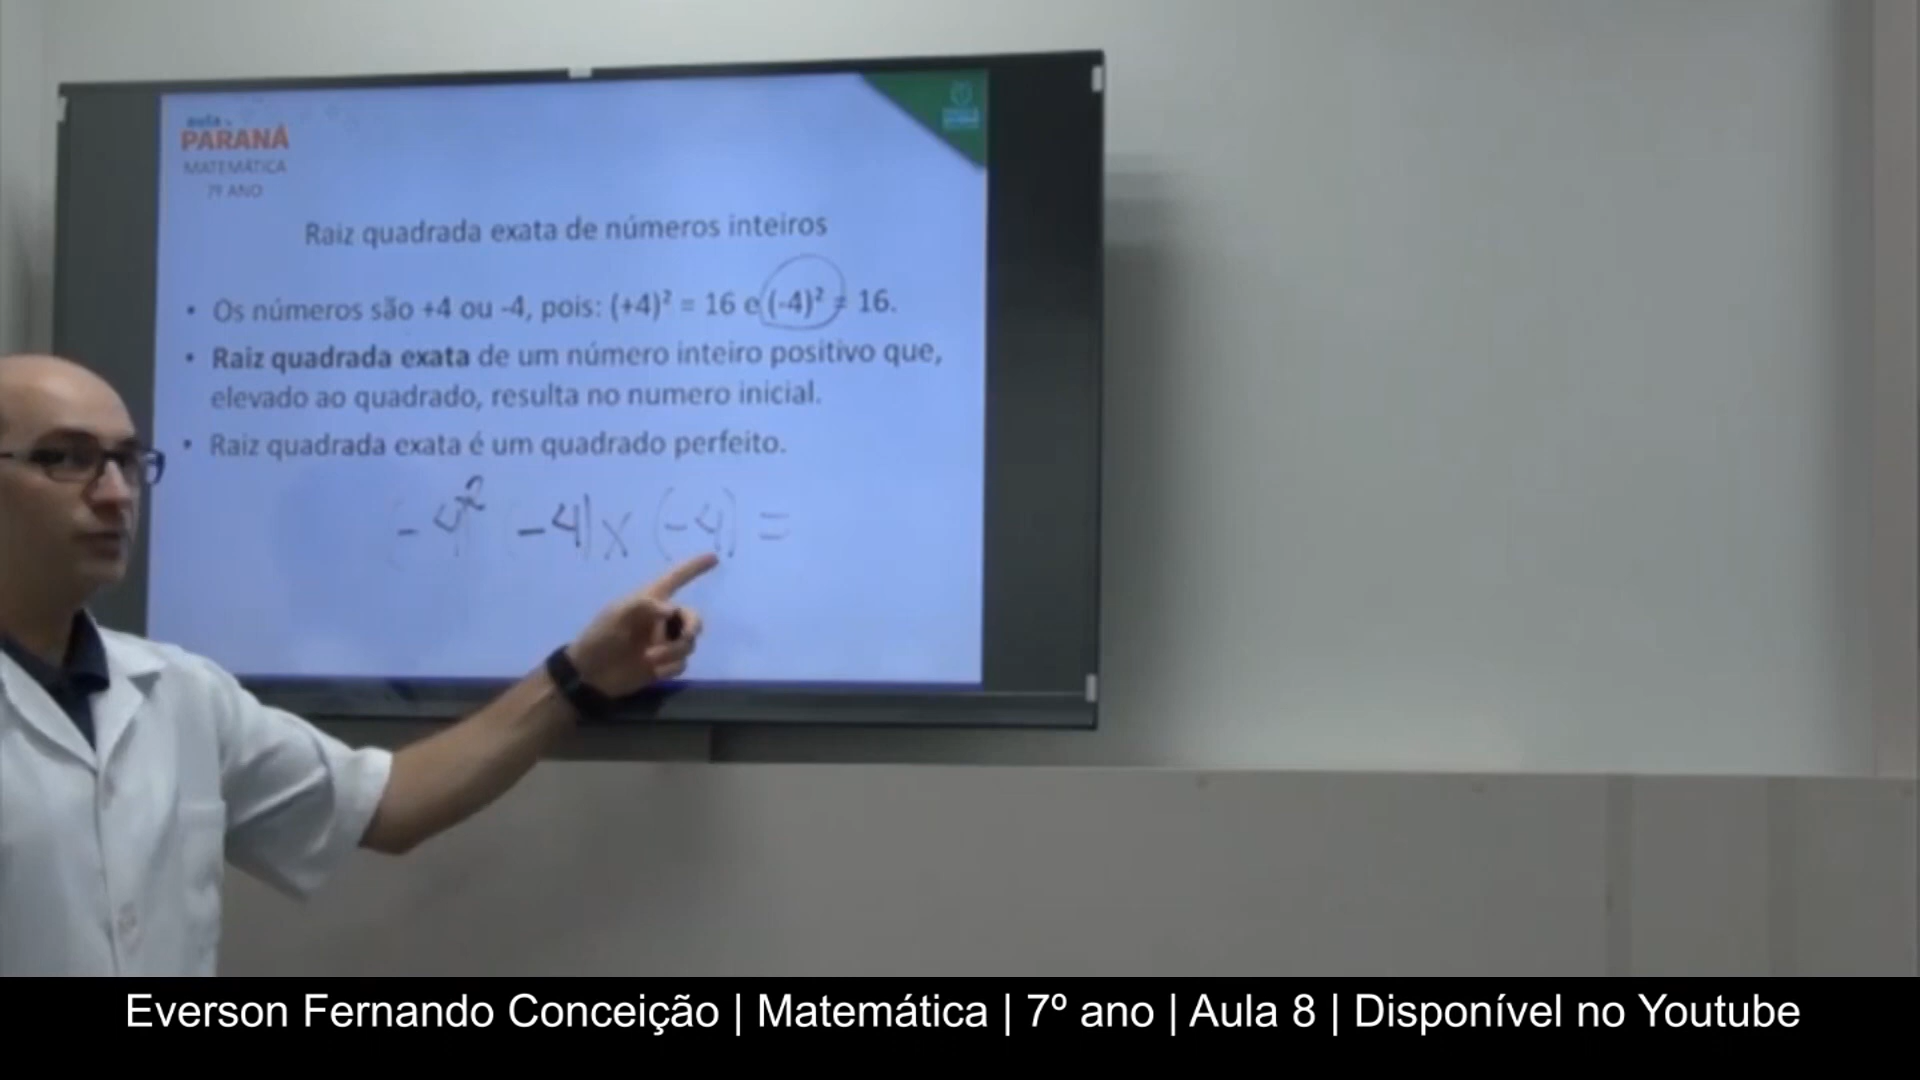 aula
PARANÁ
MATEMÁTICA
7º ANO
Raiz quadrada exata de números inteiros
• Os números são +4 ou -4, pois: (+4)² = 16 e (-4)² = 16.
• Raiz quadrada exata de um número inteiro positivo que,
elevado ao quadrado, resulta no numero inicial.
• Raiz quadrada exata é um quadrado perfeito.
(-4)² (-4) x (-4) =
Everson Fernando Conceição | Matemática | 7º ano | Aula 8 | Disponível no Youtube